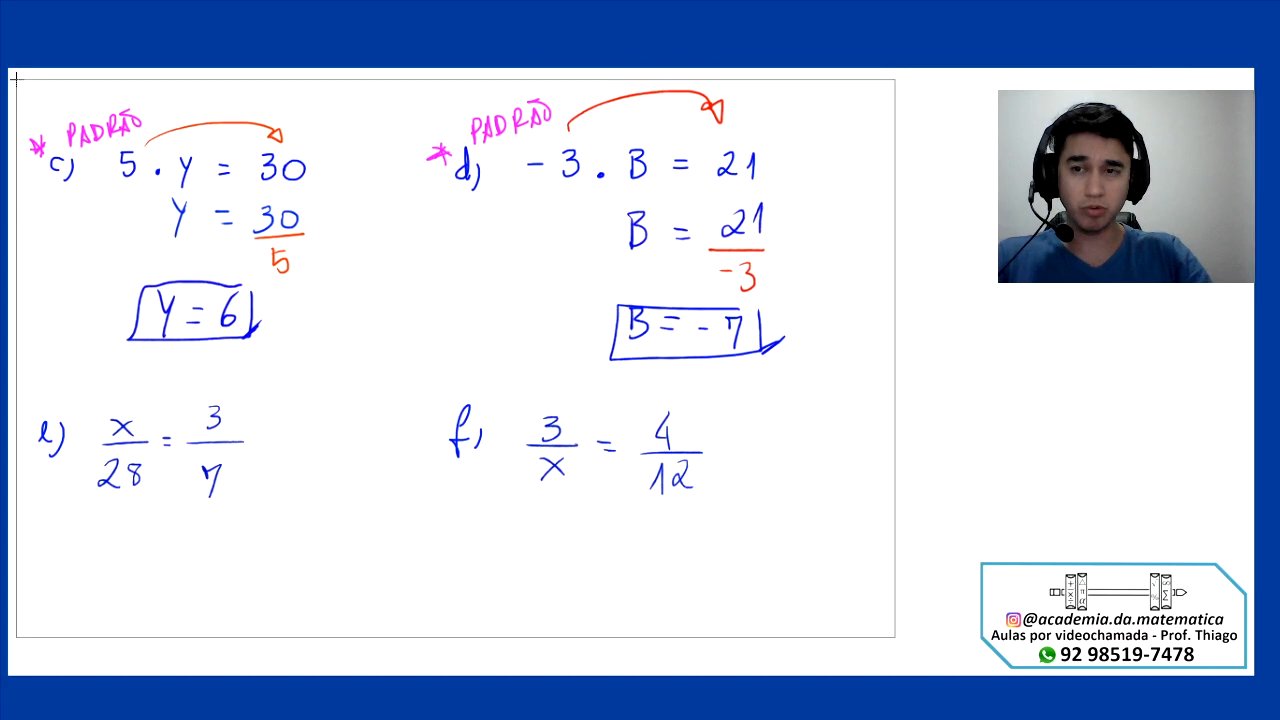 * PADRÃO
c) 5 . Y = 30
Y = 30/5
Y = 6
* PADRÃO
d) - 3 . B = 21
B = 21/-3
B = - 7
e) x/28 = 3/7
f) 3/x = 4/12
@academia.da.matematica
Aulas por videochamada - Prof. Thiago
92 98519-7478